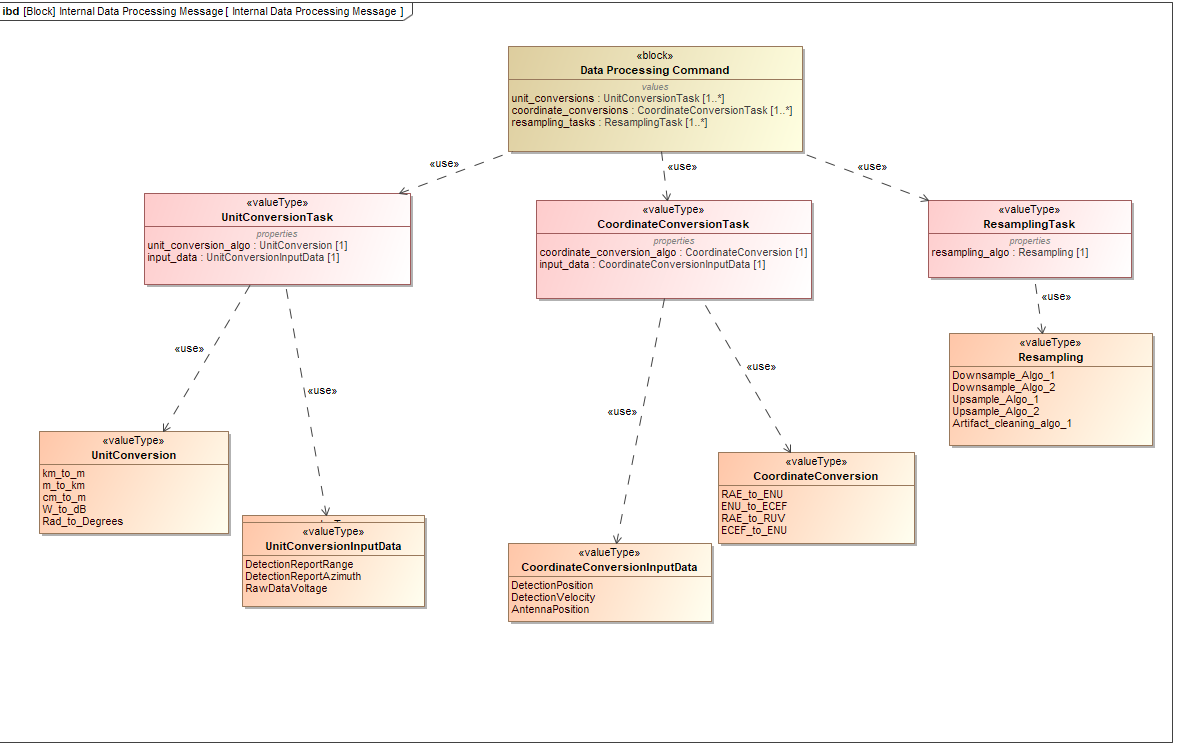 ibd [Block] Internal Data Processing Message [ Internal Data Processing Message ]
«block»
Data Processing Command
values
unit_conversions : UnitConversionTask [1..*]
coordinate_conversions : CoordinateConversionTask [1..*]
resampling_tasks : ResamplingTask [1..*]
«use»
«use»
«use»
«valueType»
UnitConversionTask
properties
unit_conversion_algo : UnitConversion [1]
input_data : UnitConversionInputData [1]
«valueType»
CoordinateConversionTask
properties
coordinate_conversion_algo : CoordinateConversion [1]
input_data : CoordinateConversionInputData [1]
«valueType»
ResamplingTask
properties
resampling_algo : Resampling [1]
«use»
«use»
«use»
«use»
«use»
«valueType»
Resampling
Downsample_Algo_1
Downsample_Algo_2
Upsample_Algo_1
Upsample_Algo_2
Artifact_cleaning_algo_1
«valueType»
UnitConversion
km_to_m
m_to_km
cm_to_m
W_to_dB
Rad_to_Degrees
«valueType»
UnitConversionInputData
DetectionReportRange
DetectionReportAzimuth
RawDataVoltage
«valueType»
CoordinateConversionInputData
DetectionPosition
DetectionVelocity
AntennaPosition
«valueType»
CoordinateConversion
RAE_to_ENU
ENU_to_ECEF
RAE_to_RUV
ECEF_to_ENU